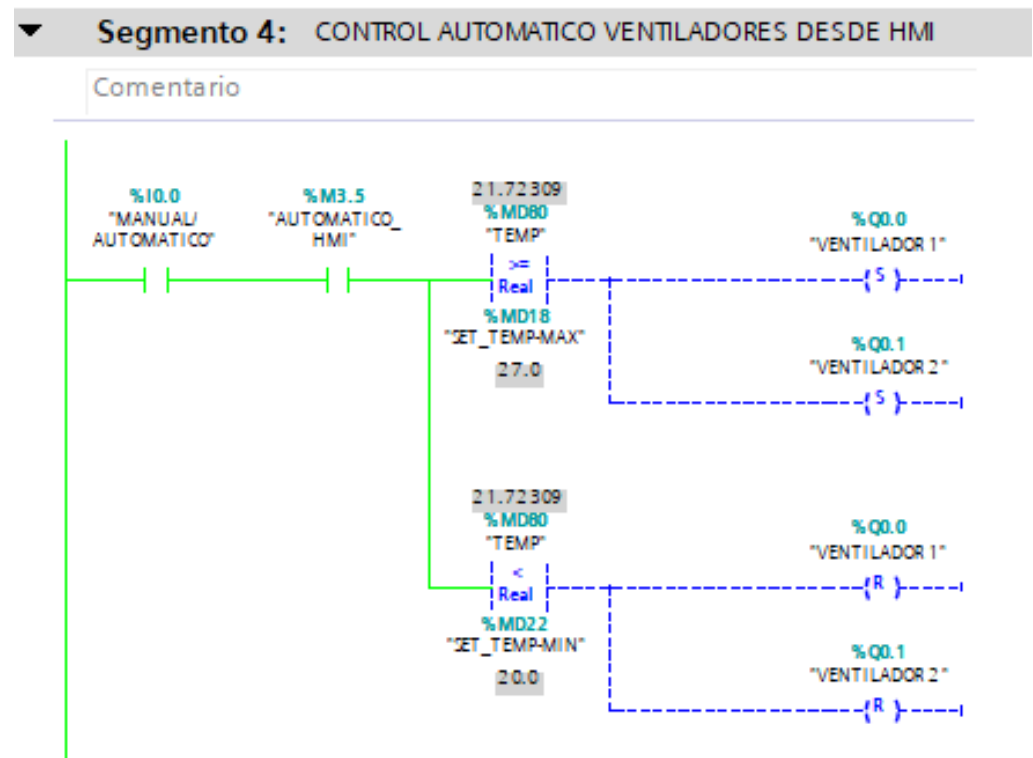 Segmento 4: CONTROL AUTOMATICO VENTILADORES DESDE HMI
Comentario
%I0.0
"MANUAL/
AUTOMATICO"
%M3.5
"AUTOMATICO_
HMI"
21.72309
%MD80
"TEMP"
>=
Real
%MD18
"SET_TEMP-MAX"
27.0
%Q0.0
"VENTILADOR 1"
S
%Q0.1
"VENTILADOR 2"
S
21.72309
%MD80
"TEMP"
<
Real
%MD22
"SET_TEMP-MIN"
20.0
%Q0.0
"VENTILADOR 1"
R
%Q0.1
"VENTILADOR 2"
R